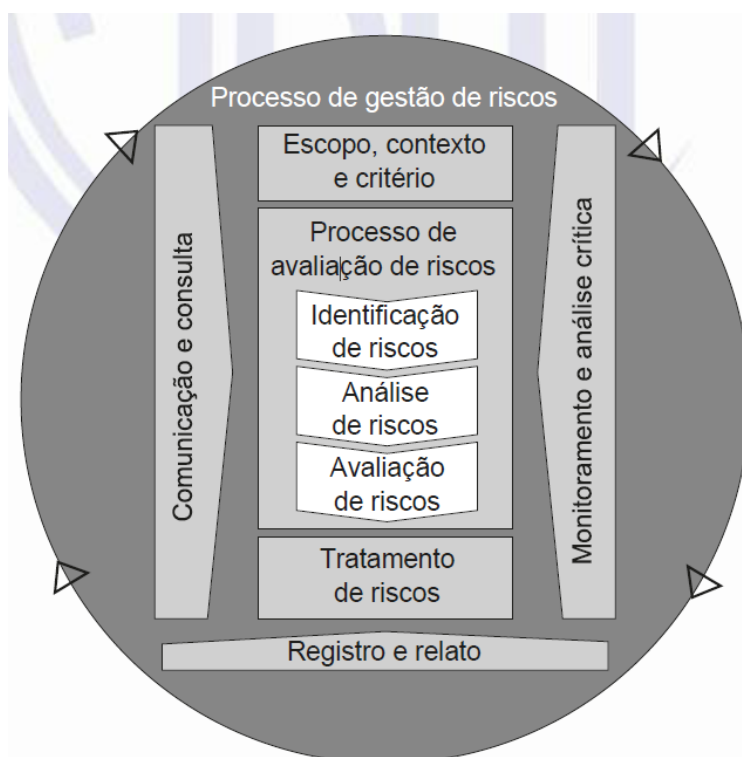 Processo de gestão de riscos
Escopo, contexto
e critério
Comunicação e consulta
Processo de
avaliação de riscos
Identificação
de riscos
Análise
de riscos
Avaliação
de riscos
Tratamento
de riscos
Monitoramento e análise crítica
Registro e relato